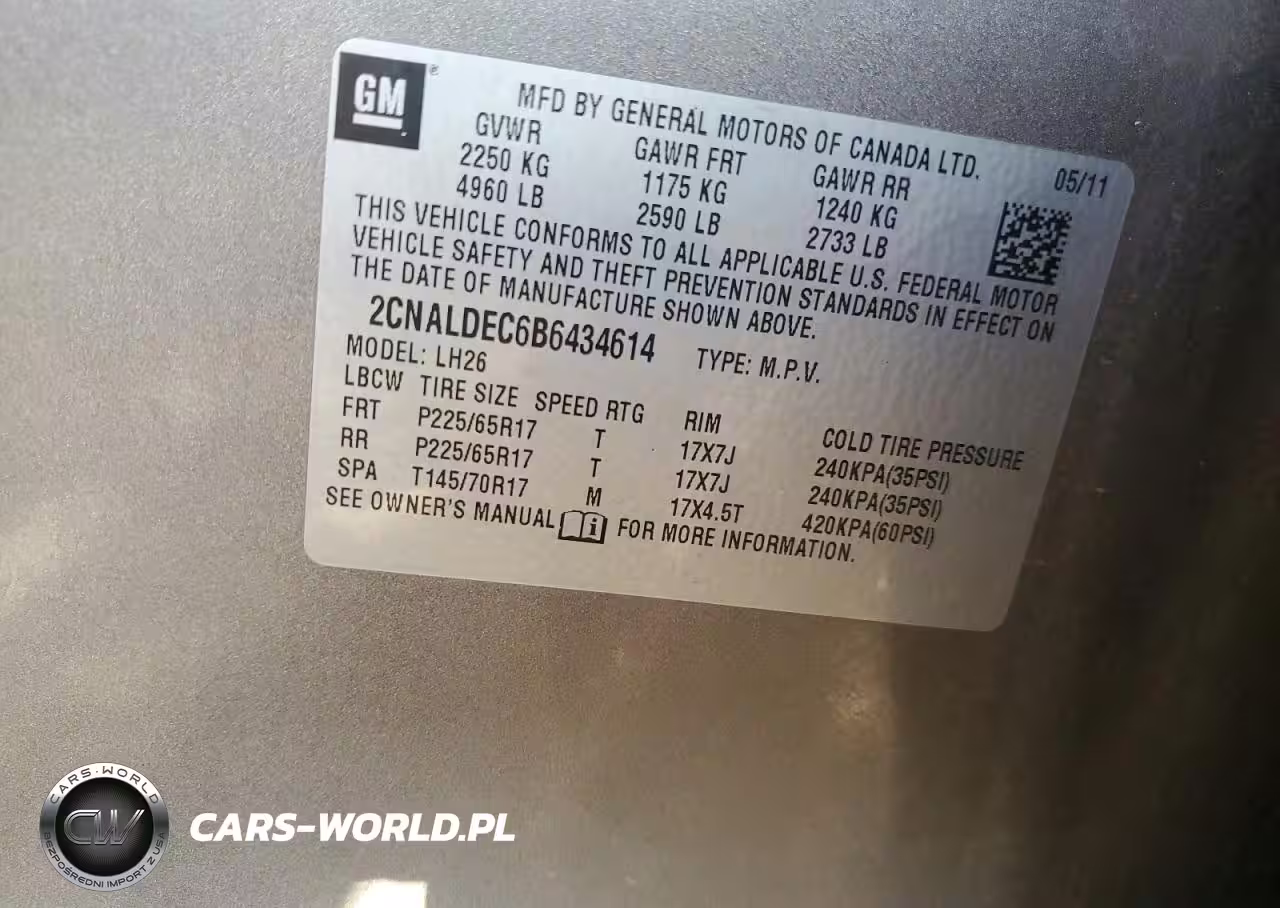 GM®
MFD BY GENERAL MOTORS OF CANADA LTD.
GVWR GAWR FRT GAWR RR 05/11
2250 KG 1175 KG 1240 KG
4960 LB 2590 LB 2733 LB
THIS VEHICLE CONFORMS TO ALL APPLICABLE U.S. FEDERAL MOTOR
VEHICLE SAFETY AND THEFT PREVENTION STANDARDS IN EFFECT ON
THE DATE OF MANUFACTURE SHOWN ABOVE.
2CNALDEC6B6434614 TYPE: M.P.V.
MODEL: LH26
LBCW TIRE SIZE SPEED RTG RIM COLD TIRE PRESSURE
FRT P225/65R17 T 17X7J 240KPA(35PSI)
RR P225/65R17 T 17X7J 240KPA(35PSI)
SPA T145/70R17 M 17X4.5T 420KPA(60PSI)
SEE OWNER'S MANUAL i FOR MORE INFORMATION.
CARS-WORLD
CW
BEZPOŚREDNI IMPORT Z USA
CARS-WORLD.PL